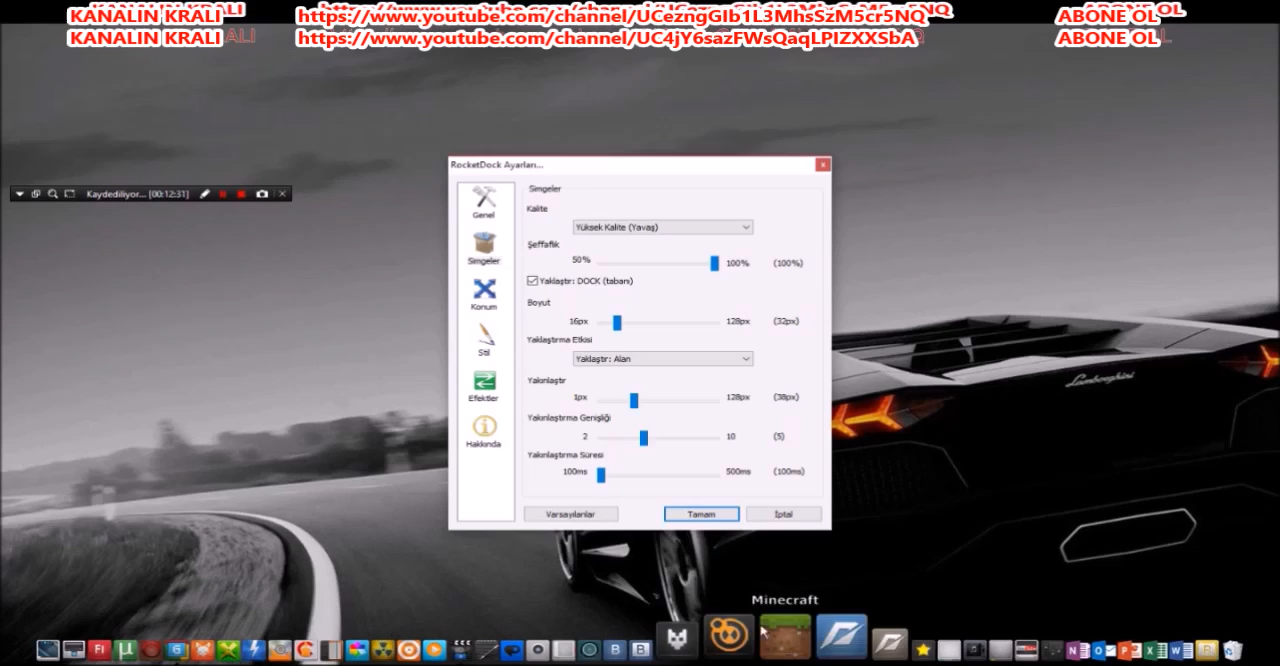 KANALIN KRALI https://www.youtube.com/channel/UCezngGIb1L3MhsSzM5cr5NQ ABONE OL
KANALIN KRALI https://www.youtube.com/channel/UC4jY6sazFWsQaqLPIZXXSbA ABONE OL
RocketDock Ayarları...
Kaydediliyor... [00:12:31]
Genel
Simgeler
Konum
Stil
Efektler
Hakkında
Simgeler
Kalite
Yüksek Kalite (Yavaş)
Şeffaflık
50% 100% (100%)
Yaklaştır: DOCK (tabanı)
Boyut
16px 128px (32px)
Yaklaştırma Etkisi
Yaklaştır: Alan
Yakınlaştır
1px 128px (38px)
Yakınlaştırma Genişliği
2 10 (5)
Yakınlaştırma Süresi
100ms 500ms (100ms)
Varsayılanlar Tamam İptal
Lamborghini
Minecraft